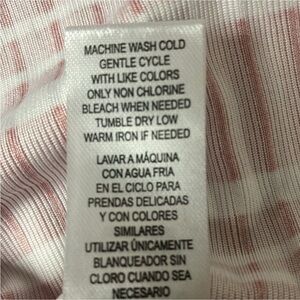 MACHINE WASH COLD
GENTLE CYCLE
WITH LIKE COLORS
ONLY NON CHLORINE
BLEACH WHEN NEEDED
TUMBLE DRY LOW
WARM IRON IF NEEDED
LAVAR A MÁQUINA
CON AGUA FRIA
EN EL CICLO PARA
PRENDAS DELICADAS
Y CON COLORES
SIMILARES
UTILIZAR ÚNICAMENTE
BLANQUEADOR SIN
CLORO CUANDO SEA
NECESARIO